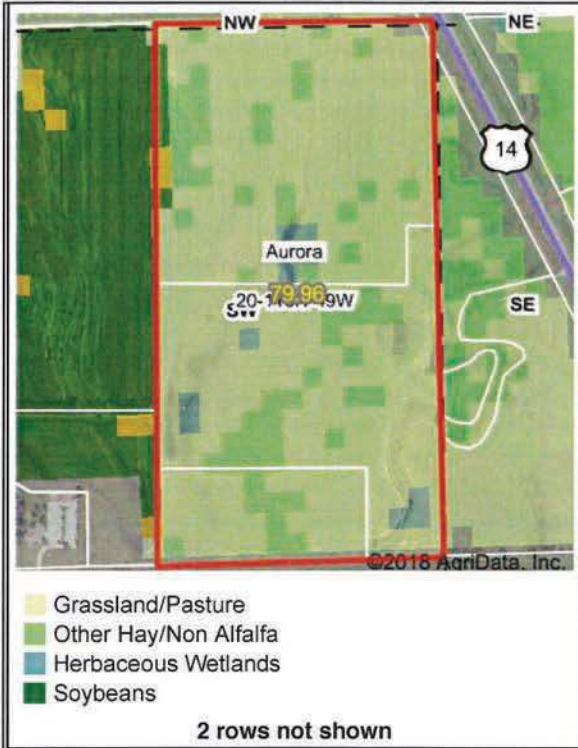 NW NE
14
Aurora
79.96
SW SE
©2018 AgriData, Inc.
Grassland/Pasture
Other Hay/Non Alfalfa
Herbaceous Wetlands
Soybeans
2 rows not shown